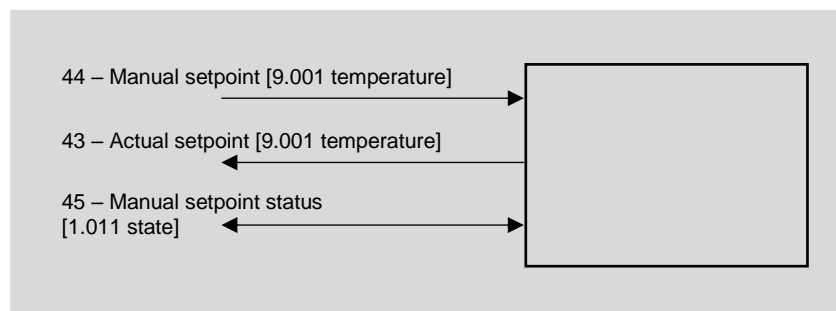 44 – Manual setpoint [9.001 temperature]
43 – Actual setpoint [9.001 temperature]
45 – Manual setpoint status
[1.011 state]